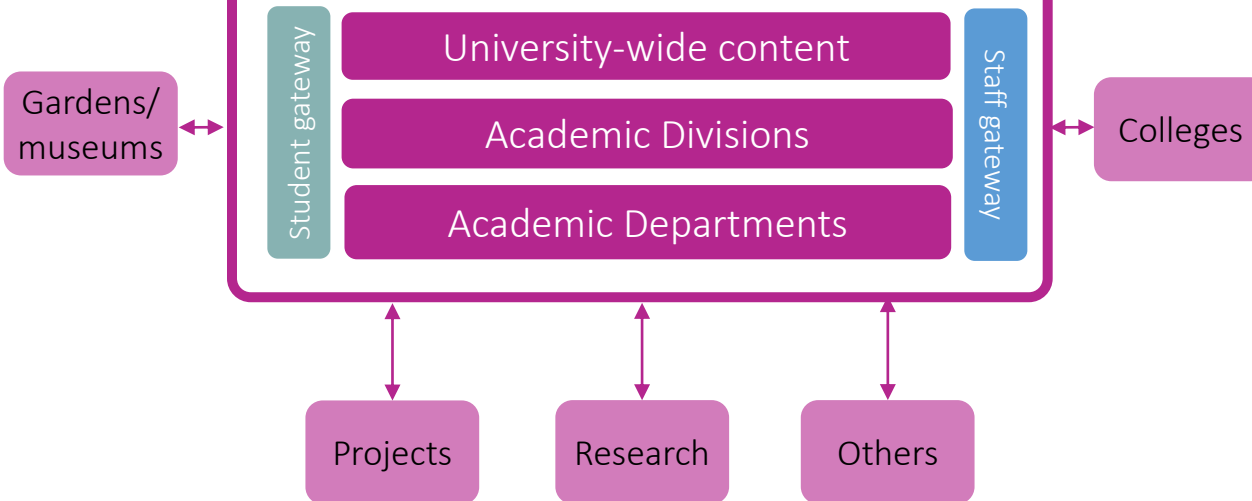 University-wide content
Student gateway
Staff gateway
Gardens/
museums
Academic Divisions
Colleges
Academic Departments
Projects
Research
Others